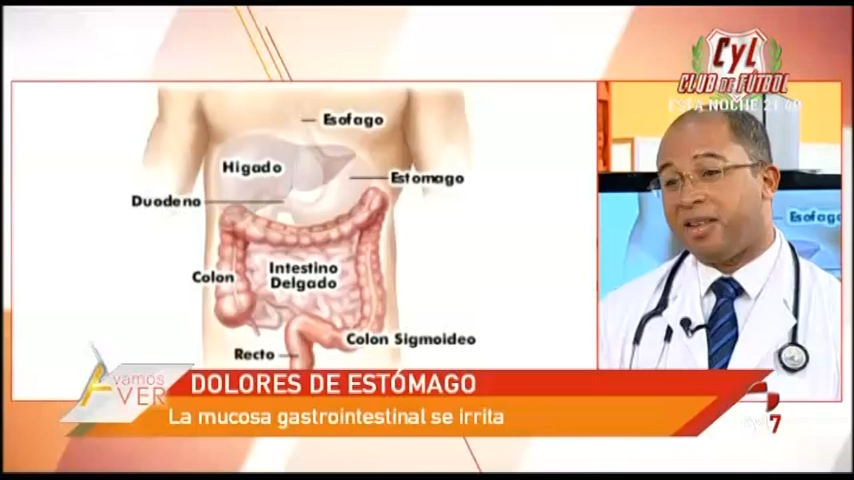 CyL
CLUB DE FÚTBOL
ESTA NOCHE 21:00
Esofago
Higado
Estomago
Duodeno
Esofago
Colon
Intestino
Delgado
Colon Sigmoideo
Recto
vamos
A VER
DOLORES DE ESTÓMAGO
La mucosa gastrointestinal se irrita
cyl 7